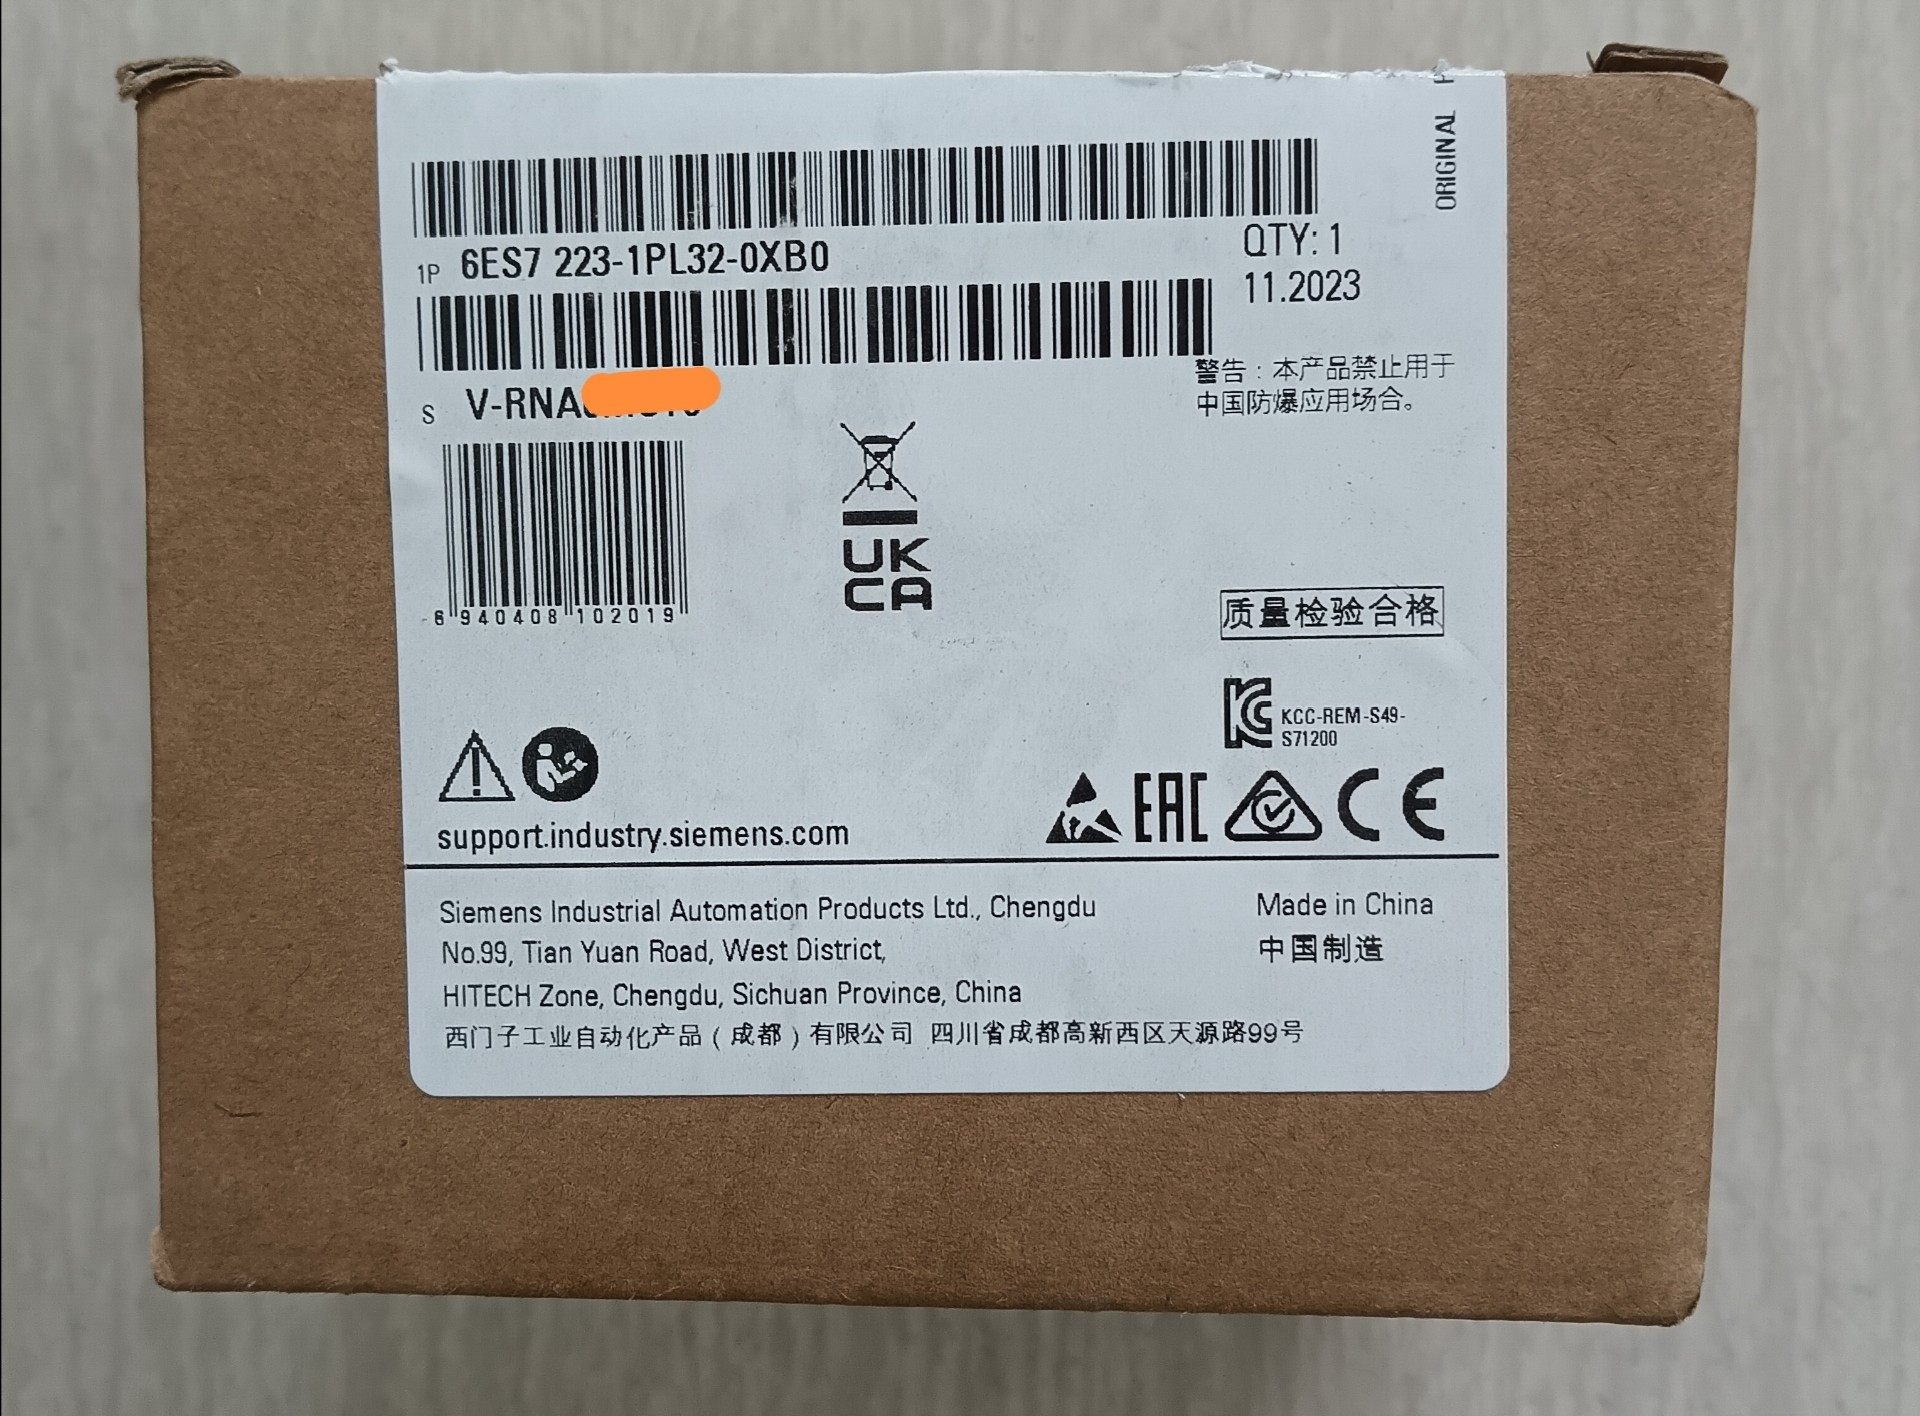 ORIGINAL
1P 6ES7 223-1PL32-0XB0
QTY: 1
11.2023
S V-RNA
警告：本产品禁止用于
中国防爆应用场合。
UK
CA
6 940408 102019
质量检验合格
KCC-REM-S49-
S71200
EAC
CE
support.industry.siemens.com
Siemens Industrial Automation Products Ltd., Chengdu
No.99, Tian Yuan Road, West District,
HITECH Zone, Chengdu, Sichuan Province, China
西门子工业自动化产品（成都）有限公司 四川省成都高新西区天源路99号
Made in China
中国制造